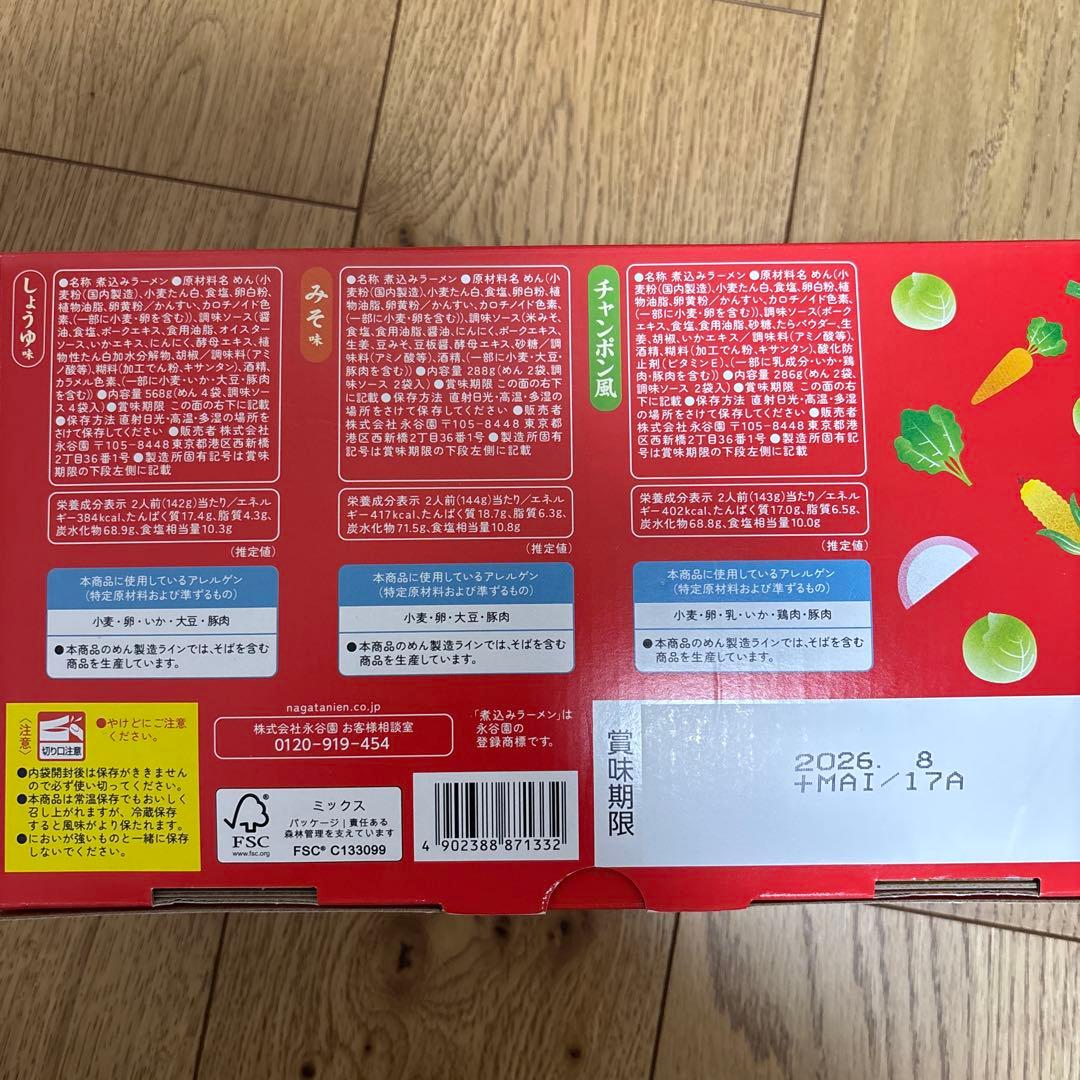 しょうゆ味
●名称 煮込みラーメン ●原材料名 めん(小
麦粉(国内製造)、小麦たん白、食塩、卵白粉、植
物油脂、卵黄粉/かんすい、カロチノイド色
素、(一部に小麦・卵を含む))、調味ソース(醤
油、食塩、ポークエキス、食用油脂、オイスター
ソース、いかエキス、にんにく、酵母エキス、植
物性たん白加水分解物、胡椒/調味料(アミ
ノ酸等)、糊料(加工でん粉、キサンタン)、酒精、
カラメル色素、(一部に小麦・いか・大豆・豚肉
を含む)) ●内容量 568g(めん 4袋、調味ソー
ス 4袋入) ●賞味期限 この面の右下に記載
●保存方法 直射日光・高温・多湿の場所を
さけて保存してください ●販売者 株式会社
永谷園 〒105-8448 東京都港区西新橋
2丁目36番1号 ●製造所固有記号は賞味
期限の下段左側に記載
栄養成分表示 2人前(142g)当たり/エネル
ギー384kcal、たんぱく質17.4g、脂質4.3g、
炭水化物68.9g、食塩相当量10.3g
(推定値)
本商品に使用しているアレルゲン
(特定原材料および準ずるもの)
小麦・卵・いか・大豆・豚肉
●本商品のめん製造ラインでは、そばを含む
商品を生産しています。
みそ味
●名称 煮込みラーメン ●原材料名 めん(小
麦粉(国内製造)、小麦たん白、食塩、卵白粉、
植物油脂、卵黄粉/かんすい、カロチノイド色素、
(一部に小麦・卵を含む))、調味ソース(米みそ、
食塩、食用油脂、醤油、にんにく、ポークエキス、
生姜、豆みそ、豆板醤、酵母エキス、砂糖/調
味料(アミノ酸等)、酒精、(一部に小麦・大豆・
豚肉を含む)) ●内容量 288g(めん 2袋、調
味ソース 2袋入) ●賞味期限 この面の右下
に記載 ●保存方法 直射日光・高温・多湿の
場所をさけて保存してください ●販売者
株式会社 永谷園 〒105-8448 東京都港
区西新橋2丁目36番1号 ●製造所固有記
号は賞味期限の下段左側に記載
栄養成分表示 2人前(144g)当たり/エネル
ギー417kcal、たんぱく質18.7g、脂質6.3g、
炭水化物71.5g、食塩相当量10.8g
(推定値)
本商品に使用しているアレルゲン
(特定原材料および準ずるもの)
小麦・卵・大豆・豚肉
●本商品のめん製造ラインでは、そばを含む
商品を生産しています。
チャンポン風
●名称 煮込みラーメン ●原材料名 めん(小
麦粉(国内製造)、小麦たん白、食塩、卵白粉、
植物油脂、卵黄粉/かんすい、カロチノイド色素、
(一部に小麦・卵を含む))、調味ソース(ポーク
エキス、食塩、食用油脂、砂糖、たらパウダー、生
姜、胡椒、いかエキス/調味料(アミノ酸等)、
酒精、糊料(加工でん粉、キサンタン)、酸化防
止剤(ビタミンE)、(一部に乳成分・いか・鶏
肉・豚肉を含む)) ●内容量 286g(めん 2袋、
調味ソース 2袋入) ●賞味期限 この面の右
下に記載 ●保存方法 直射日光・高温・多湿
の場所をさけて保存してください ●販売者
株式会社 永谷園 〒105-8448 東京都港
区西新橋2丁目36番1号 ●製造所固有記
号は賞味期限の下段左側に記載
栄養成分表示 2人前(143g)当たり/エネル
ギー402kcal、たんぱく質17.0g、脂質6.5g、
炭水化物68.8g、食塩相当量10.0g
(推定値)
本商品に使用しているアレルゲン
(特定原材料および準ずるもの)
小麦・卵・乳・いか・鶏肉・豚肉
●本商品のめん製造ラインでは、そばを含む
商品を生産しています。
〈注意〉
切り口注意
●やけどにご注意
ください。
●内袋開封後は保存がききません
ので必ず使い切ってください。
●本商品は常温保存でもおいしく
召し上がれますが、冷蔵保存
すると風味がより保たれます。
●においが強いものと一緒に保存
しないでください。
nagatanien.co.jp
株式会社永谷園 お客様相談室
0120-919-454
「煮込みラーメン」は
永谷園の
登録商標です。
FSC
www.fsc.org
ミックス
パッケージ|責任ある
森林管理を支えています
FSC® C133099
4 902388 871332
賞味期限
2026. 8
+MAI/17A